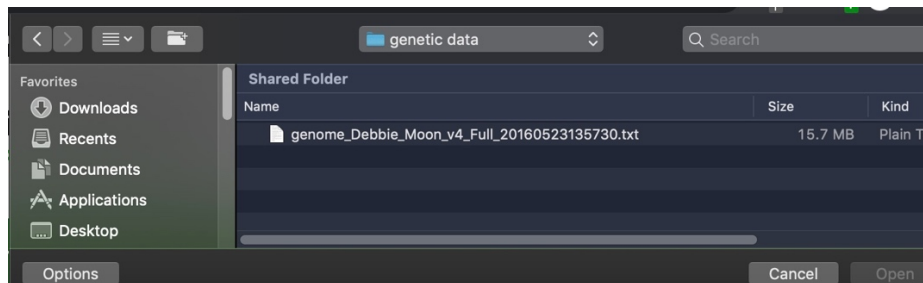 genetic data
Search
Favorites
Shared Folder
Name Size Kind
Downloads
genome_Debbie_Moon_v4_Full_20160523135730.txt 15.7 MB Plain T
Recents
Documents
Applications
Desktop
Options Cancel Open